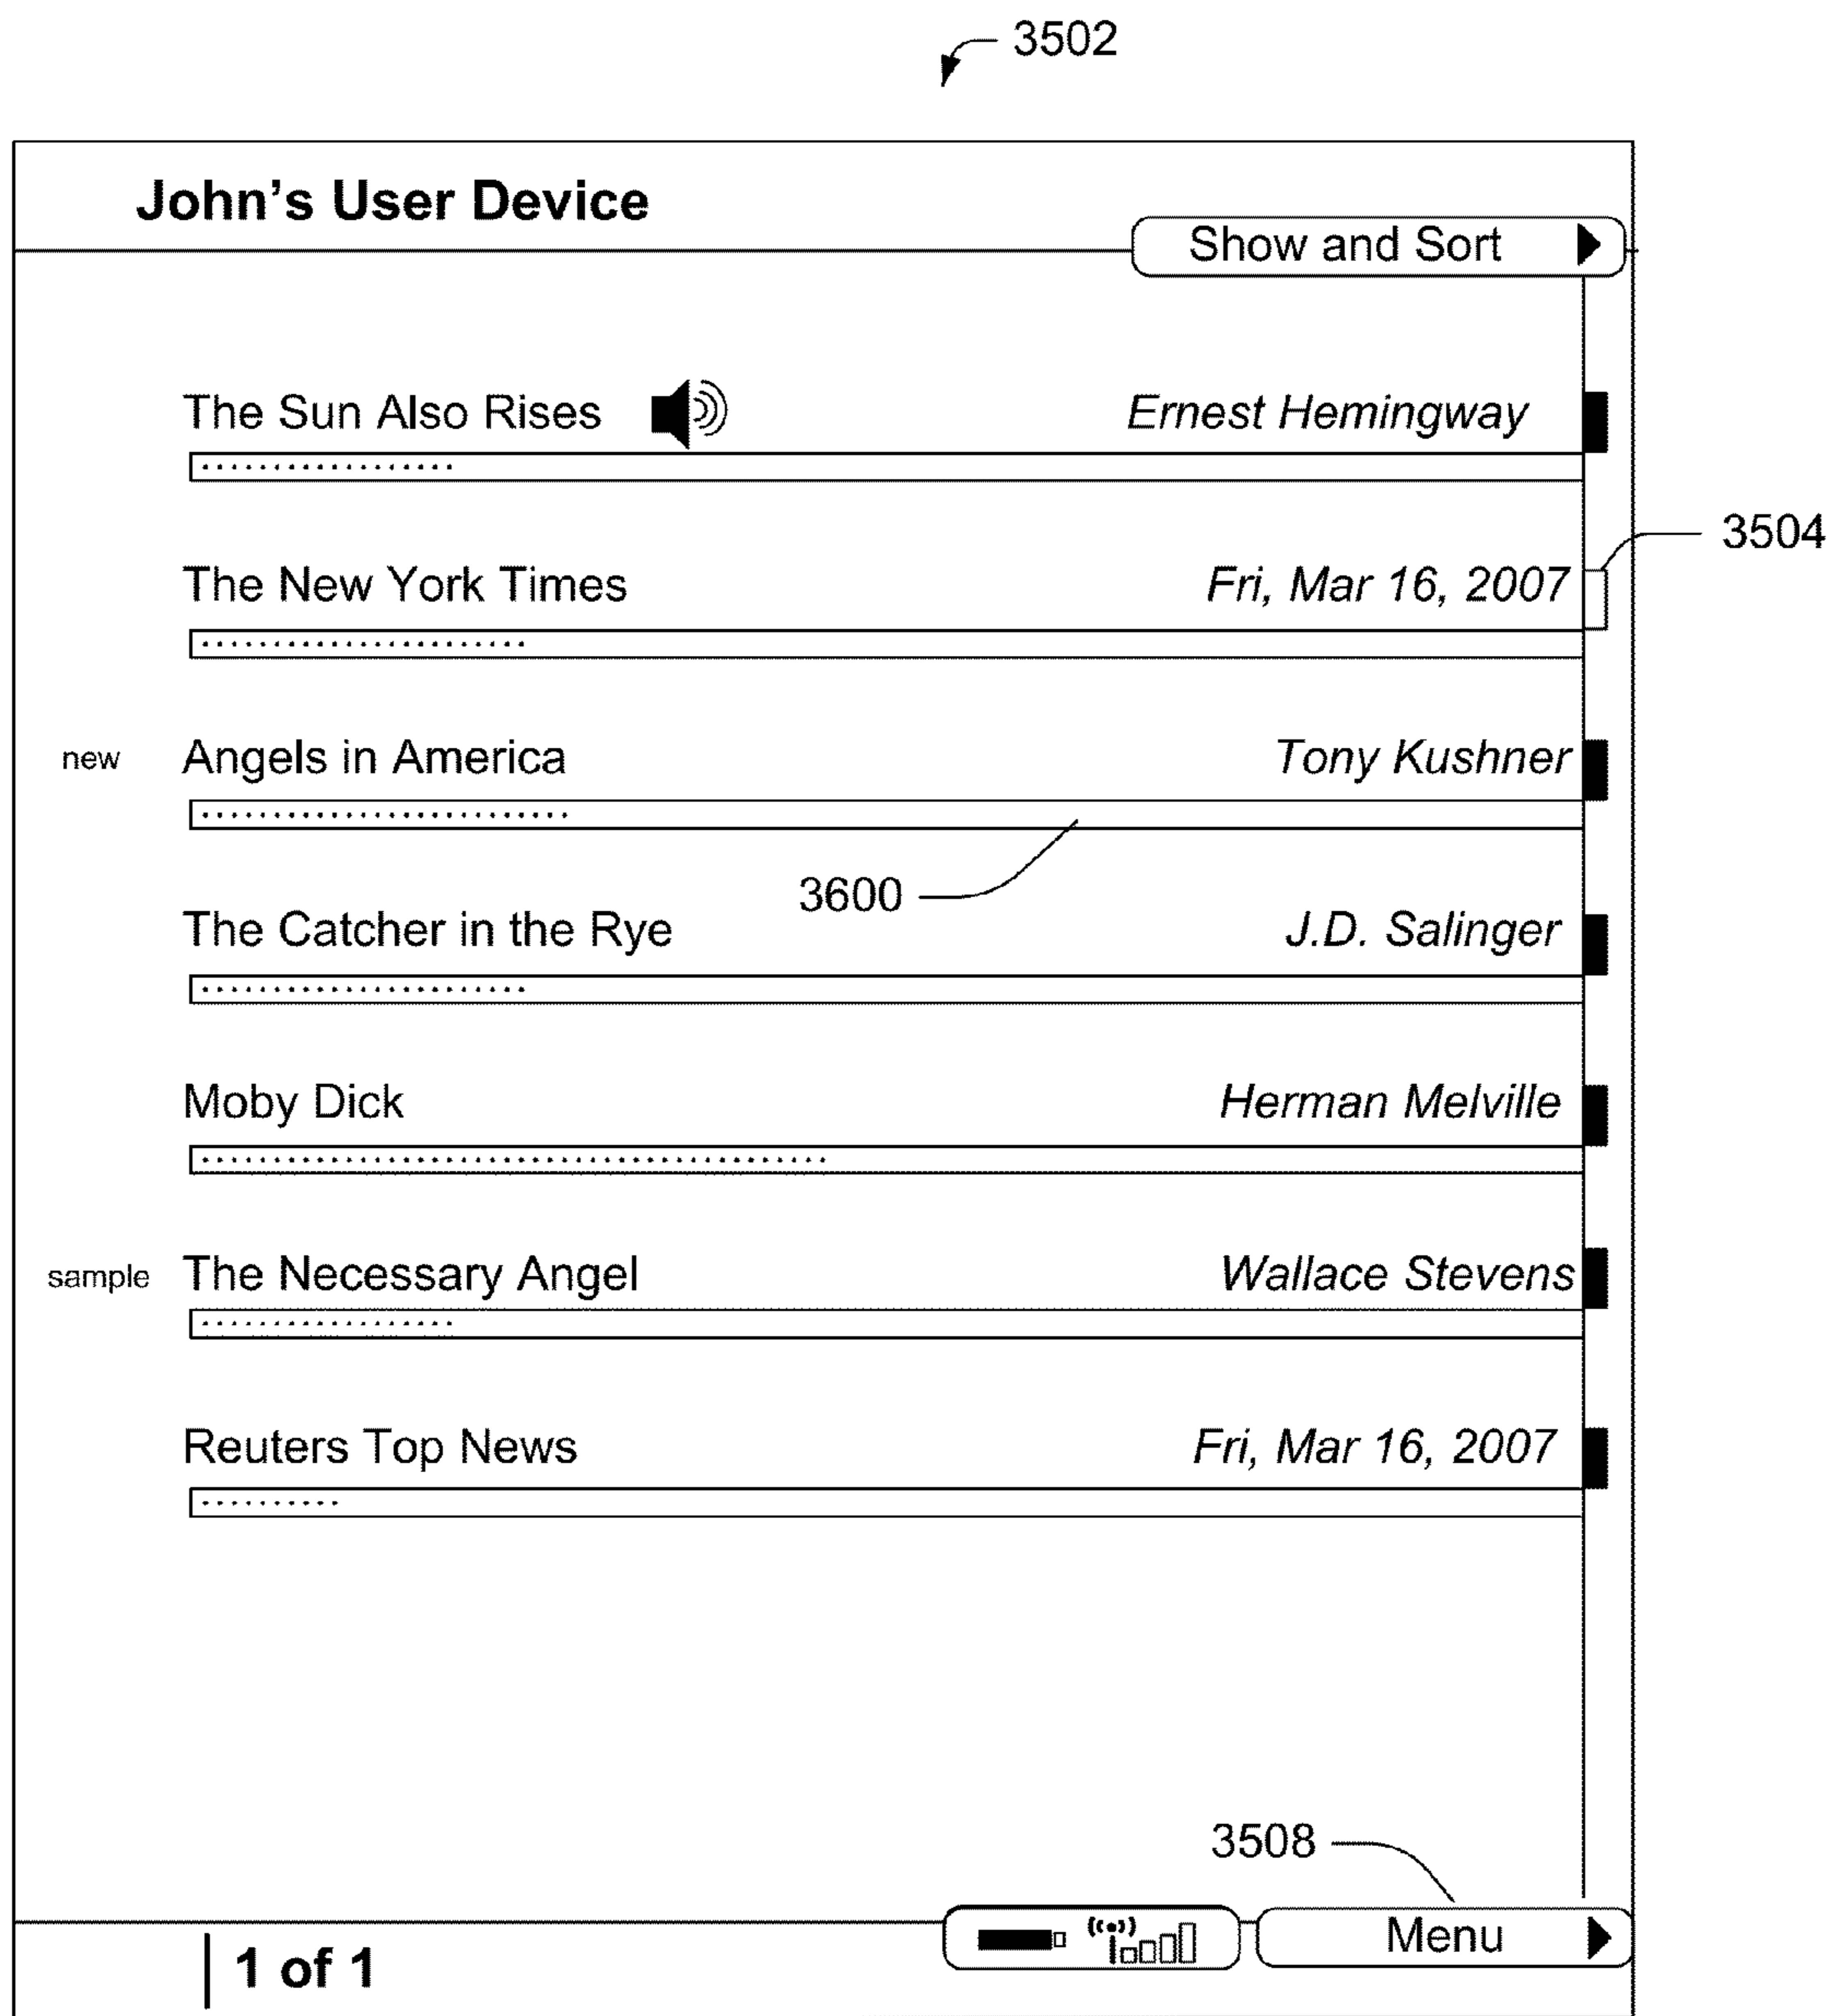 3502
John's User Device
Show and Sort
The Sun Also Rises Ernest Hemingway
3504
The New York Times Fri, Mar 16, 2007
new Angels in America Tony Kushner
3600
The Catcher in the Rye J.D. Salinger
Moby Dick Herman Melville
sample The Necessary Angel Wallace Stevens
Reuters Top News Fri, Mar 16, 2007
3508
Menu
1 of 1